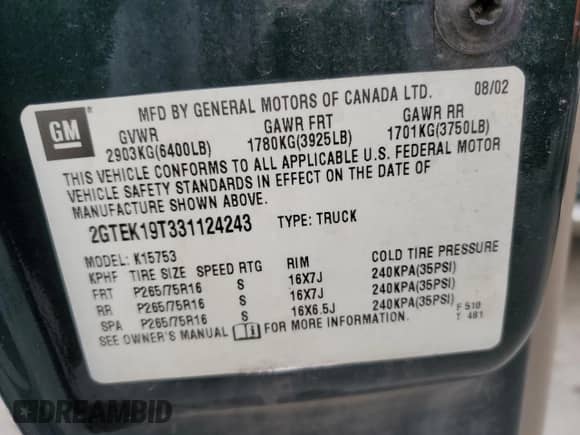 GM
®
MFD BY GENERAL MOTORS OF CANADA LTD. 08/02
GVWR GAWR FRT GAWR RR
2903KG(6400LB) 1780KG(3925LB) 1701KG(3750LB)
THIS VEHICLE CONFORMS TO ALL APPLICABLE U.S. FEDERAL MOTOR
VEHICLE SAFETY STANDARDS IN EFFECT ON THE DATE OF
MANUFACTURE SHOWN ABOVE.
2GTEK19T331124243 TYPE: TRUCK
MODEL: K15753
KPHF TIRE SIZE SPEED RTG RIM COLD TIRE PRESSURE
FRT P265/75R16 S 16X7J 240KPA(35PSI)
RR P265/75R16 S 16X7J 240KPA(35PSI)
SPA P265/75R16 S 16X6.5J 240KPA(35PSI)
SEE OWNER'S MANUAL FOR MORE INFORMATION.
F 510
T 481
DREAMBID